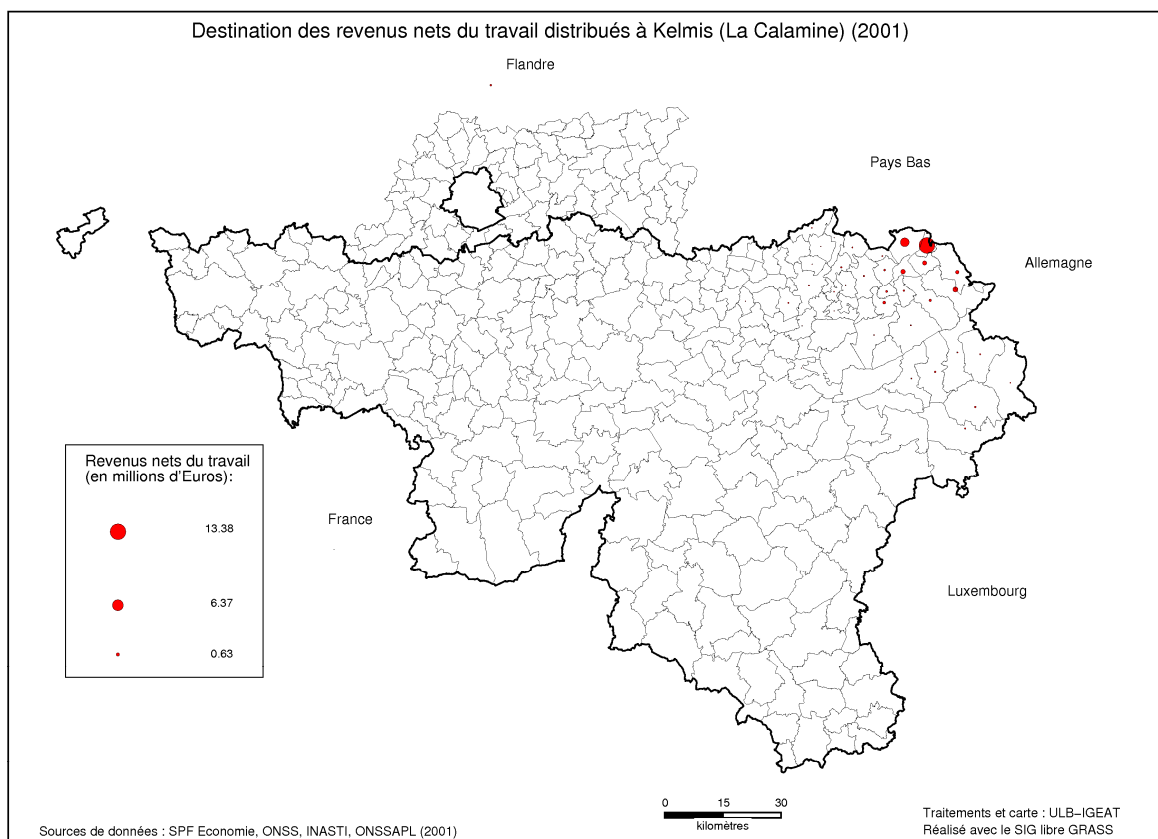 Destination des revenus nets du travail distribués à Kelmis (La Calamine) (2001)
Flandre
Pays Bas
Allemagne
Revenus nets du travail
(en millions d'Euros):
13.38
6.37
0.63
France
Luxembourg
0 15 30
kilomètres
Sources de données : SPF Economie, ONSS, INASTI, ONSSAPL (2001)
Traitements et carte : ULB-IGEAT
Réalisé avec le SIG libre GRASS